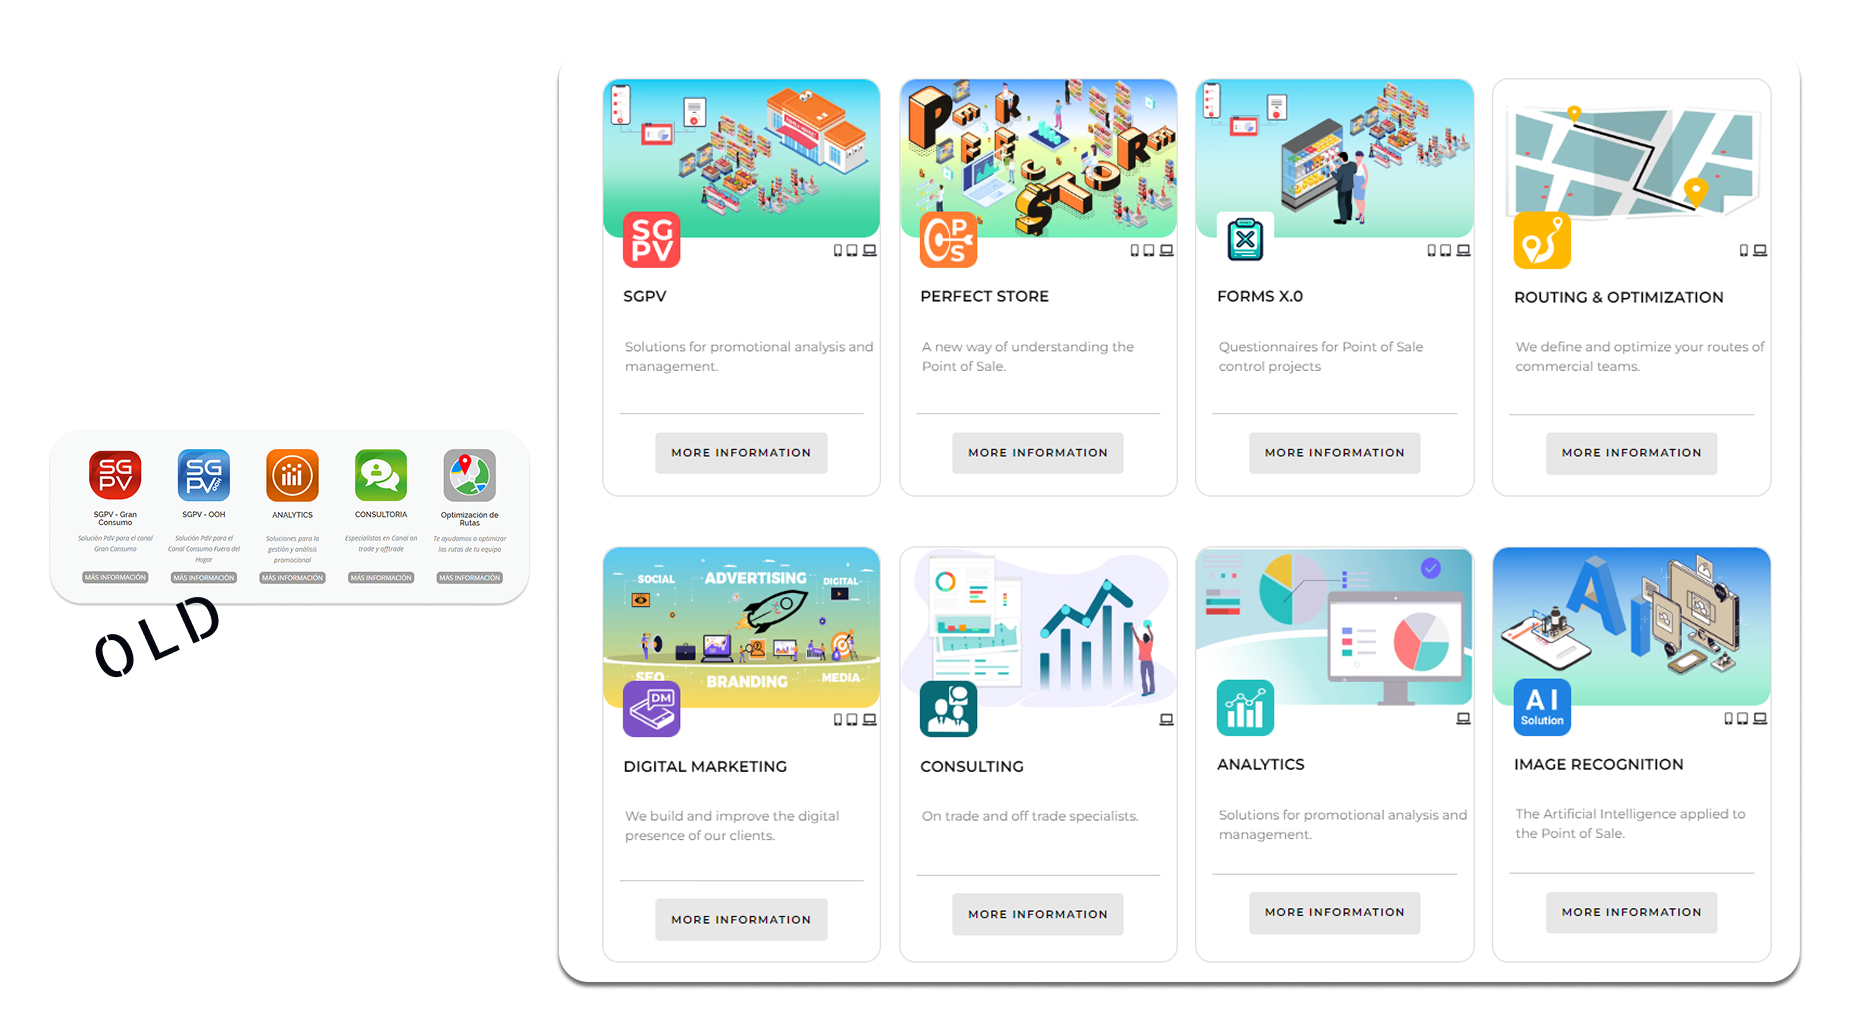 SGPV
SGPV
OOH
SGPV - Gran
Consumo
SGPV - OOH
ANALYTICS
CONSULTORIA
Optimización de
Rutas
Solución PdV para el canal
Gran Consumo
Solución PdV para el
Canal Consumo Fuera del
Hogar
Soluciones para la
gestión y análisis
promocional
Especialistas en Canal on
trade y offtrade
Te ayudamos a optimizar
las rutas de tu equipo
MÁS INFORMACIÓN
MÁS INFORMACIÓN
MÁS INFORMACIÓN
MÁS INFORMACIÓN
MÁS INFORMACIÓN
OLD
SG
PV
SGPV
Solutions for promotional analysis and
management.
MORE INFORMATION
PERFECT
STORE
PS
PERFECT STORE
A new way of understanding the
Point of Sale.
MORE INFORMATION
FORMS X.0
Questionnaires for Point of Sale
control projects
MORE INFORMATION
ROUTING & OPTIMIZATION
We define and optimize your routes of
commercial teams.
MORE INFORMATION
SOCIAL
ADVERTISING
DIGITAL
SEO
BRANDING
MEDIA
DM
DIGITAL MARKETING
We build and improve the digital
presence of our clients.
MORE INFORMATION
CONSULTING
On trade and off trade specialists.
MORE INFORMATION
ANALYTICS
Solutions for promotional analysis and
management.
MORE INFORMATION
AI
AI
Solution
IMAGE RECOGNITION
The Artificial Intelligence applied to
the Point of Sale.
MORE INFORMATION